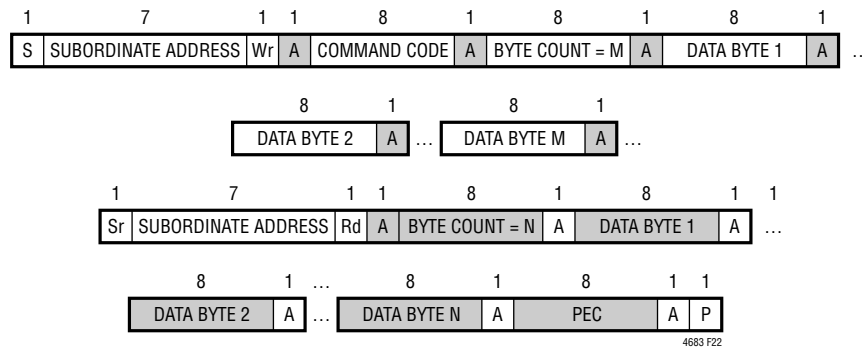 1 7 1 1 8 1 8 1 8 1
S SUBORDINATE ADDRESS Wr A COMMAND CODE A BYTE COUNT = M A DATA BYTE 1 A …
8 1 8 1
DATA BYTE 2 A … DATA BYTE M A …
1 7 1 1 8 1 8 1 1
Sr SUBORDINATE ADDRESS Rd A BYTE COUNT = N A DATA BYTE 1 A …
8 1 … 8 1 8 1 1
DATA BYTE 2 A … DATA BYTE N A PEC A P
4683 F22